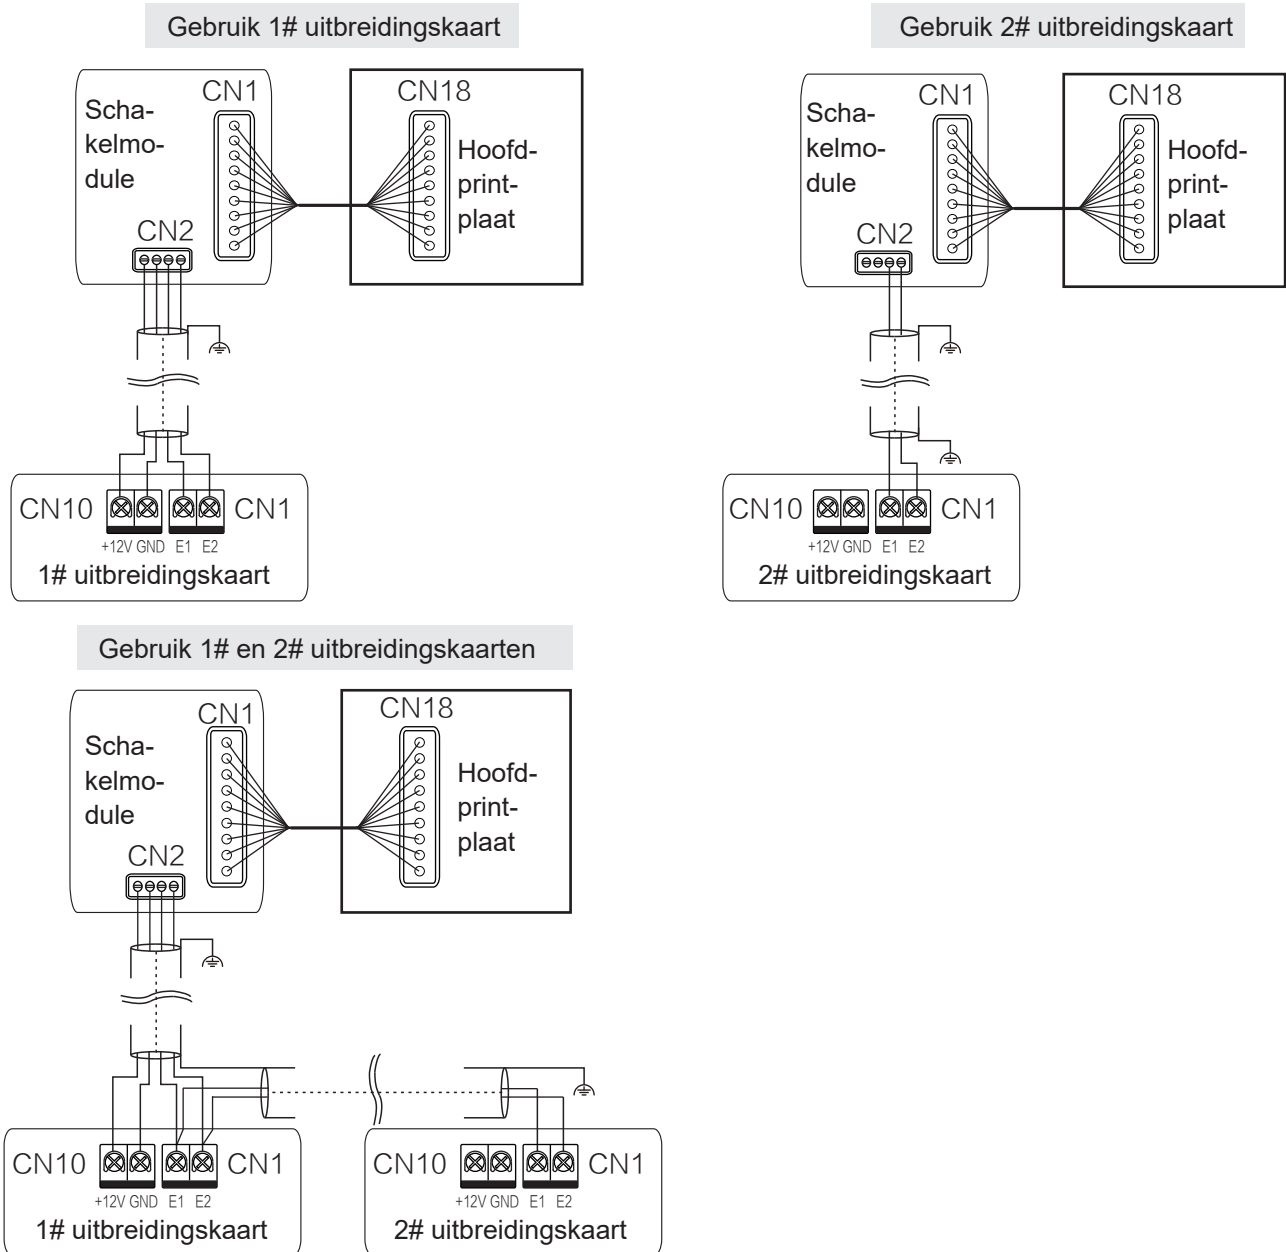 Gebruik 1# uitbreidingskaart
CN1
CN18
Scha-
kelmo-
dule
Hoofd-
print-
plaat
CN2
CN10
CN1
+12V GND E1 E2
1# uitbreidingskaart
Gebruik 2# uitbreidingskaart
CN1
CN18
Scha-
kelmo-
dule
Hoofd-
print-
plaat
CN2
CN10
CN1
+12V GND E1 E2
2# uitbreidingskaart
Gebruik 1# en 2# uitbreidingskaarten
CN1
CN18
Scha-
kelmo-
dule
Hoofd-
print-
plaat
CN2
CN10
CN1
+12V GND E1 E2
1# uitbreidingskaart
CN10
CN1
+12V GND E1 E2
2# uitbreidingskaart